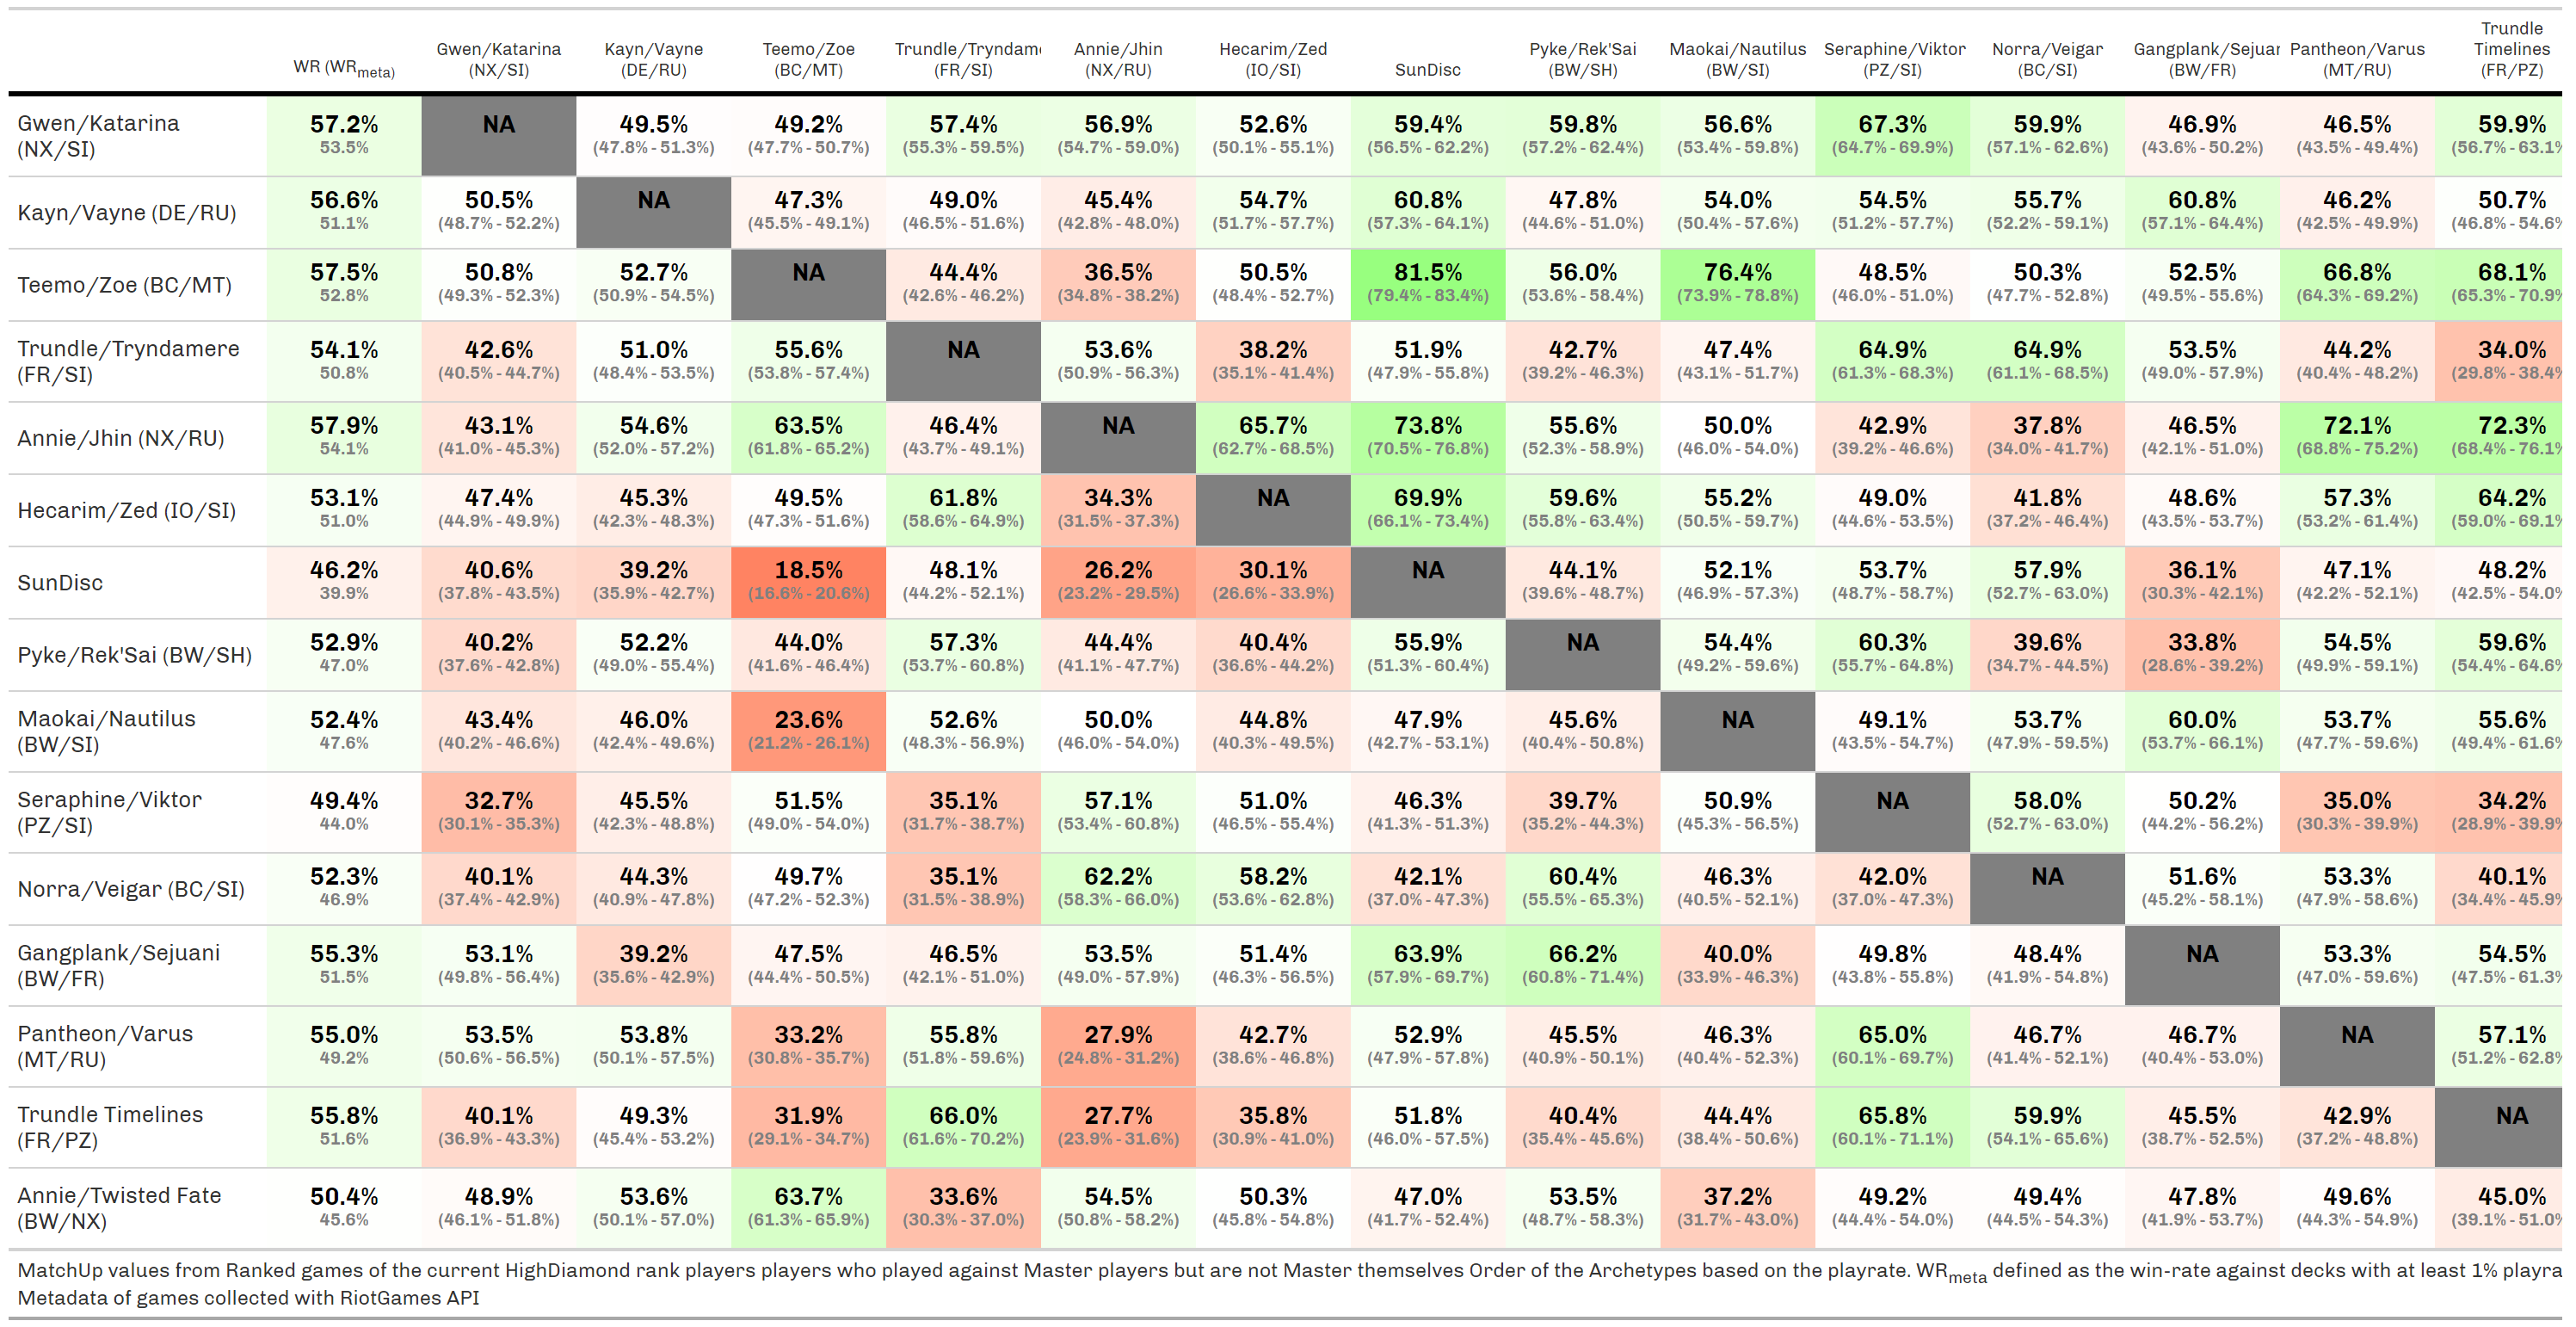 WR (WRmeta) Gwen/Katarina (NX/SI) Kayn/Vayne (DE/RU) Teemo/Zoe (BC/MT) Trundle/Tryndam (FR/SI) Annie/Jhin (NX/RU) Hecarim/Zed (IO/SI) SunDisc Pyke/Rek'Sai (BW/SH) Maokai/Nautilus (BW/SI) Seraphine/Viktor (PZ/SI) Norra/Veigar (BC/SI) Gangplank/Sejuar (BW/FR) Pantheon/Varus (MT/RU) Trundle Timelines (FR/PZ)
Gwen/Katarina 57.2% NA 49.5% 49.2% 57.4% 56.9% 52.6% 59.4% 59.8% 56.6% 67.3% 59.9% 46.9% 46.5% 59.9%
(NX/SI) 53.5% (47.8% - 51.3%) (47.7% - 50.7%) (55.3% - 59.5%) (54.7% - 59.0%) (50.1% - 55.1%) (56.5% - 62.2%) (57.2% - 62.4%) (53.4% - 59.8%) (64.7% - 69.9%) (57.1% - 62.6%) (43.6% - 50.2%) (43.5% - 49.4%) (56.7% - 63.1%
Kayn/Vayne (DE/RU) 56.6% 50.5% NA 47.3% 49.0% 45.4% 54.7% 60.8% 47.8% 54.0% 54.5% 55.7% 60.8% 46.2% 50.7%
51.1% (48.7% - 52.2%) (45.5% - 49.1%) (46.5% - 51.6%) (42.8% - 48.0%) (51.7% - 57.7%) (57.3% - 64.1%) (44.6% - 51.0%) (50.4% - 57.6%) (51.2% - 57.7%) (52.2% - 59.1%) (57.1% - 64.4%) (42.5% - 49.9%) (46.8% - 54.6%
Teemo/Zoe (BC/MT) 57.5% 50.8% 52.7% NA 44.4% 36.5% 50.5% 81.5% 56.0% 76.4% 48.5% 50.3% 52.5% 66.8% 68.1%
52.8% (49.3% - 52.3%) (50.9% - 54.5%) (42.6% - 46.2%) (34.8% - 38.2%) (48.4% - 52.7%) (79.4% - 83.4%) (53.6% - 58.4%) (73.9% - 78.8%) (46.0% - 51.0%) (47.7% - 52.8%) (49.5% - 55.6%) (64.3% - 69.2%) (65.3% - 70.9%
Trundle/Tryndamere 54.1% 42.6% 51.0% 55.6% NA 53.6% 38.2% 51.9% 42.7% 47.4% 64.9% 64.9% 53.5% 44.2% 34.0%
(FR/SI) 50.8% (40.5% - 44.7%) (48.4% - 53.5%) (53.8% - 57.4%) (50.9% - 56.3%) (35.1% - 41.4%) (47.9% - 55.8%) (39.2% - 46.3%) (43.1% - 51.7%) (61.3% - 68.3%) (61.1% - 68.5%) (49.0% - 57.9%) (40.4% - 48.2%) (29.8% - 38.4%
Annie/Jhin (NX/RU) 57.9% 43.1% 54.6% 63.5% 46.4% NA 65.7% 73.8% 55.6% 50.0% 42.9% 37.8% 46.5% 72.1% 72.3%
54.1% (41.0% - 45.3%) (52.0% - 57.2%) (61.8% - 65.2%) (43.7% - 49.1%) (62.7% - 68.5%) (70.5% - 76.8%) (52.3% - 58.9%) (46.0% - 54.0%) (39.2% - 46.6%) (34.0% - 41.7%) (42.1% - 51.0%) (68.8% - 75.2%) (68.4% - 76.1%
Hecarim/Zed (IO/SI) 53.1% 47.4% 45.3% 49.5% 61.8% 34.3% NA 69.9% 59.6% 55.2% 49.0% 41.8% 48.6% 57.3% 64.2%
51.0% (44.9% - 49.9%) (42.3% - 48.3%) (47.3% - 51.6%) (58.6% - 64.9%) (31.5% - 37.3%) (66.1% - 73.4%) (55.8% - 63.4%) (50.5% - 59.7%) (44.6% - 53.5%) (37.2% - 46.4%) (43.5% - 53.7%) (53.2% - 61.4%) (59.0% - 69.1%
SunDisc 46.2% 40.6% 39.2% 18.5% 48.1% 26.2% 30.1% NA 44.1% 52.1% 53.7% 57.9% 36.1% 47.1% 48.2%
39.9% (37.8% - 43.5%) (35.9% - 42.7%) (16.6% - 20.6%) (44.2% - 52.1%) (23.2% - 29.5%) (26.6% - 33.9%) (39.6% - 48.7%) (46.9% - 57.3%) (48.7% - 58.7%) (52.7% - 63.0%) (30.3% - 42.1%) (42.2% - 52.1%) (42.5% - 54.0%
Pyke/Rek'Sai (BW/SH) 52.9% 40.2% 52.2% 44.0% 57.3% 44.4% 40.4% 55.9% NA 54.4% 60.3% 39.6% 33.8% 54.5% 59.6%
47.0% (37.6% - 42.8%) (49.0% - 55.4%) (41.6% - 46.4%) (53.7% - 60.8%) (41.1% - 47.7%) (36.6% - 44.2%) (51.3% - 60.4%) (49.2% - 59.6%) (55.7% - 64.8%) (34.7% - 44.5%) (28.6% - 39.2%) (49.9% - 59.1%) (54.4% - 64.6%
Maokai/Nautilus 52.4% 43.4% 46.0% 23.6% 52.6% 50.0% 44.8% 47.9% 45.6% NA 49.1% 53.7% 60.0% 53.7% 55.6%
(BW/SI) 47.6% (40.2% - 46.6%) (42.4% - 49.6%) (21.2% - 26.1%) (48.3% - 56.9%) (46.0% - 54.0%) (40.3% - 49.5%) (42.7% - 53.1%) (40.4% - 50.8%) (43.5% - 54.7%) (47.9% - 59.5%) (53.7% - 66.1%) (47.7% - 59.6%) (49.4% - 61.6%
Seraphine/Viktor 49.4% 32.7% 45.5% 51.5% 35.1% 57.1% 51.0% 46.3% 39.7% 50.9% NA 58.0% 50.2% 35.0% 34.2%
(PZ/SI) 44.0% (30.1% - 35.3%) (42.3% - 48.8%) (49.0% - 54.0%) (31.7% - 38.7%) (53.4% - 60.8%) (46.5% - 55.4%) (41.3% - 51.3%) (35.2% - 44.3%) (45.3% - 56.5%) (52.7% - 63.0%) (44.2% - 56.2%) (30.3% - 39.9%) (28.9% - 39.9%
Norra/Veigar (BC/SI) 52.3% 40.1% 44.3% 49.7% 35.1% 62.2% 58.2% 42.1% 60.4% 46.3% 42.0% NA 51.6% 53.3% 40.1%
46.9% (37.4% - 42.9%) (40.9% - 47.8%) (47.2% - 52.3%) (31.5% - 38.9%) (58.3% - 66.0%) (53.6% - 62.8%) (37.0% - 47.3%) (55.5% - 65.3%) (40.5% - 52.1%) (37.0% - 47.3%) (45.2% - 58.1%) (47.9% - 58.6%) (34.4% - 45.9%
Gangplank/Sejuani 55.3% 53.1% 39.2% 47.5% 46.5% 53.5% 51.4% 63.9% 66.2% 40.0% 49.8% 48.4% NA 53.3% 54.5%
(BW/FR) 51.5% (49.8% - 56.4%) (35.6% - 42.9%) (44.4% - 50.5%) (42.1% - 51.0%) (49.0% - 57.9%) (46.3% - 56.5%) (57.9% - 69.7%) (60.8% - 71.4%) (33.9% - 46.3%) (43.8% - 55.8%) (41.9% - 54.8%) (47.0% - 59.6%) (47.5% - 61.3%
Pantheon/Varus 55.0% 53.5% 53.8% 33.2% 55.8% 27.9% 42.7% 52.9% 45.5% 46.3% 65.0% 46.7% 46.7% NA 57.1%
(MT/RU) 49.2% (50.6% - 56.5%) (50.1% - 57.5%) (30.8% - 35.7%) (51.8% - 59.6%) (24.8% - 31.2%) (38.6% - 46.8%) (47.9% - 57.8%) (40.9% - 50.1%) (40.4% - 52.3%) (60.1% - 69.7%) (41.4% - 52.1%) (40.4% - 53.0%) (51.2% - 62.8%
Trundle Timelines 55.8% 40.1% 49.3% 31.9% 66.0% 27.7% 35.8% 51.8% 40.4% 44.4% 65.8% 59.9% 45.5% 42.9% NA
(FR/PZ) 51.6% (36.9% - 43.3%) (45.4% - 53.2%) (29.1% - 34.7%) (61.6% - 70.2%) (23.9% - 31.6%) (30.9% - 41.0%) (46.0% - 57.5%) (35.4% - 45.6%) (38.4% - 50.6%) (60.1% - 71.1%) (54.1% - 65.6%) (38.7% - 52.5%) (37.2% - 48.8%)
Annie/Twisted Fate 50.4% 48.9% 53.6% 63.7% 33.6% 54.5% 50.3% 47.0% 53.5% 37.2% 49.2% 49.4% 47.8% 49.6% 45.0%
(BW/NX) 45.6% (46.1% - 51.8%) (50.1% - 57.0%) (61.3% - 65.9%) (30.3% - 37.0%) (50.8% - 58.2%) (45.8% - 54.8%) (41.7% - 52.4%) (48.7% - 58.3%) (31.7% - 43.0%) (44.4% - 54.0%) (44.5% - 54.3%) (41.9% - 53.7%) (44.3% - 54.9%) (39.1% - 51.0%
MatchUp values from Ranked games of the current HighDiamond rank players players who played against Master players but are not Master themselves Order of the Archetypes based on the playrate. WRmeta defined as the win-rate against decks with at least 1% playra
Metadata of games collected with RiotGames API